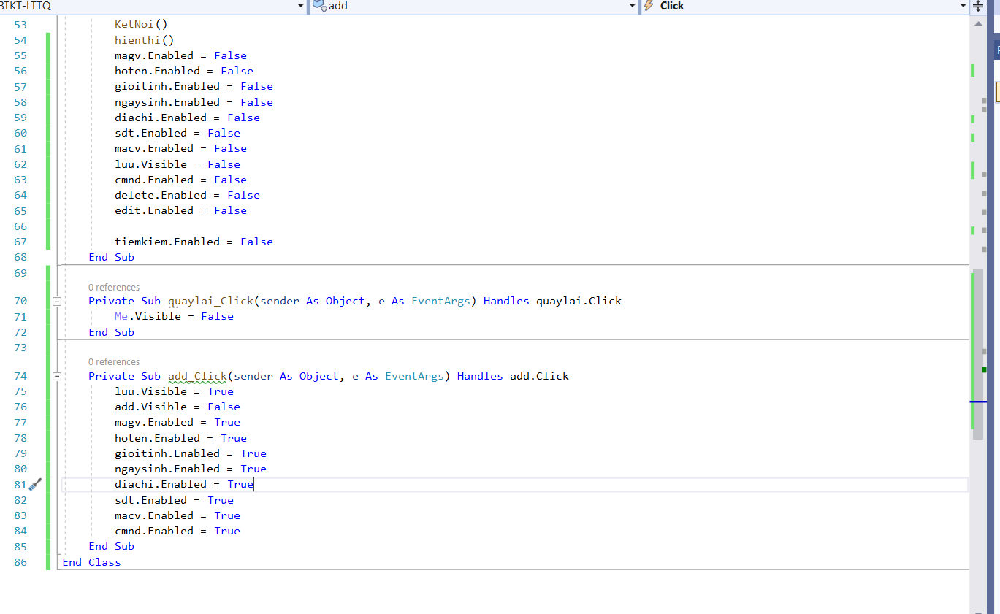 BTKT-LTTQ add Click
53 KetNoi()
54 hienthi()
55 magv.Enabled = False
56 hoten.Enabled = False
57 gioitinh.Enabled = False
58 ngaysinh.Enabled = False
59 diachi.Enabled = False
60 sdt.Enabled = False
61 macv.Enabled = False
62 luu.Visible = False
63 cmnd.Enabled = False
64 delete.Enabled = False
65 edit.Enabled = False
66
67 tiemkiem.Enabled = False
68 End Sub
69
0 references
70 Private Sub quaylai_Click(sender As Object, e As EventArgs) Handles quaylai.Click
71 Me.Visible = False
72 End Sub
73
0 references
74 Private Sub add_Click(sender As Object, e As EventArgs) Handles add.Click
75 luu.Visible = True
76 add.Visible = False
77 magv.Enabled = True
78 hoten.Enabled = True
79 gioitinh.Enabled = True
80 ngaysinh.Enabled = True
81 diachi.Enabled = True
82 sdt.Enabled = True
83 macv.Enabled = True
84 cmnd.Enabled = True
85 End Sub
86 End Class